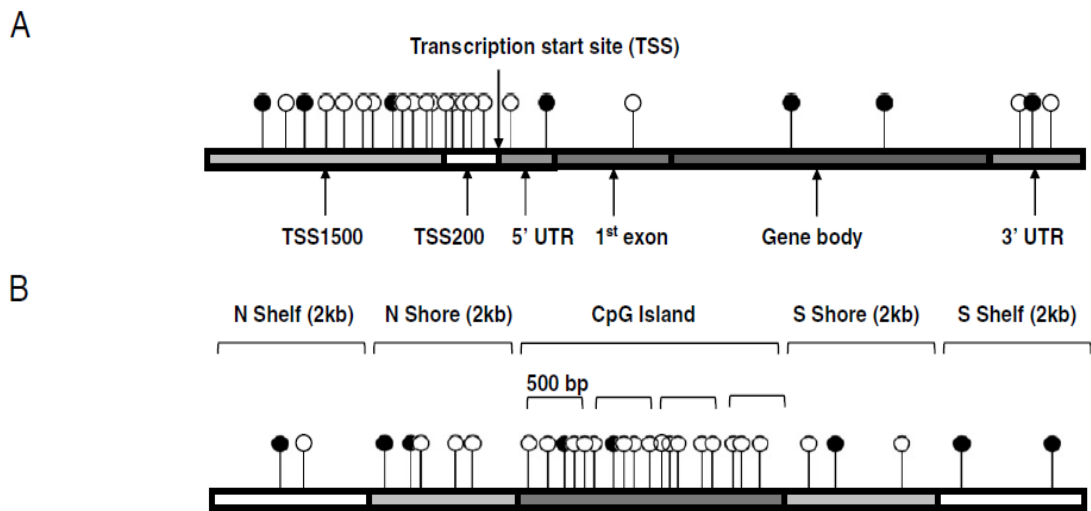 A
Transcription start site (TSS)
TSS1500 TSS200 5’ UTR 1st exon Gene body 3’ UTR
B
N Shelf (2kb) N Shore (2kb) CpG Island S Shore (2kb) S Shelf (2kb)
500 bp